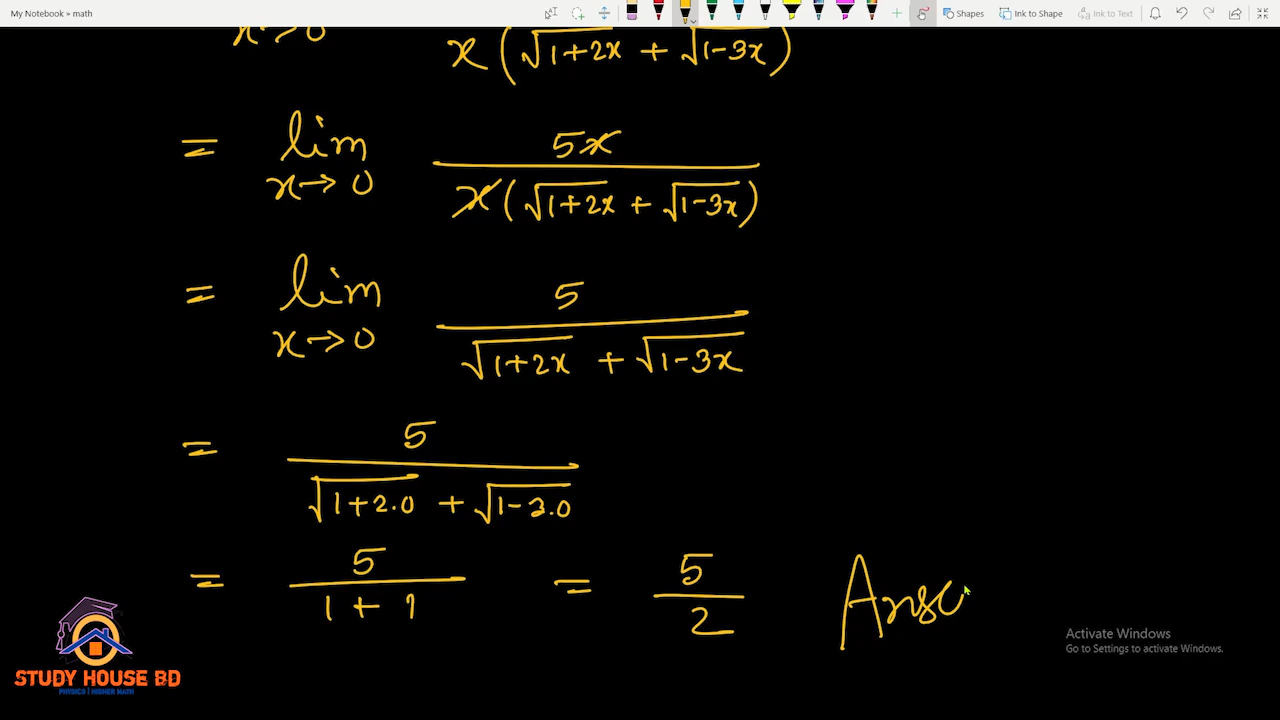 My Notebook » math
Shapes Ink to Shape Ink to Text
x→0 x(√1+2x + √1-3x)
= lim x→0 5x / x(√1+2x + √1-3x)
= lim x→0 5 / √1+2x + √1-3x
= 5 / √1+2.0 + √1-3.0
= 5 / 1 + 1 = 5 / 2 Anse
STUDY HOUSE BD
PHYSICS | HIGHER MATH
Activate Windows
Go to Settings to activate Windows.